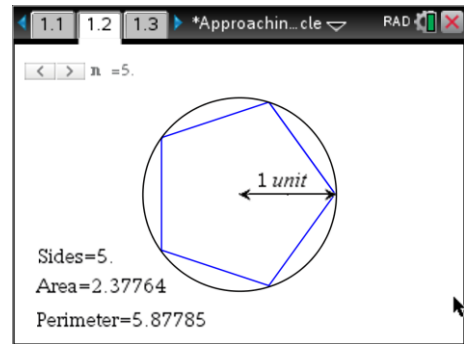 1.1 1.2 1.3 *Approachin...cle RAD
< > n =5.
1 unit
Sides=5.
Area=2.37764
Perimeter=5.87785